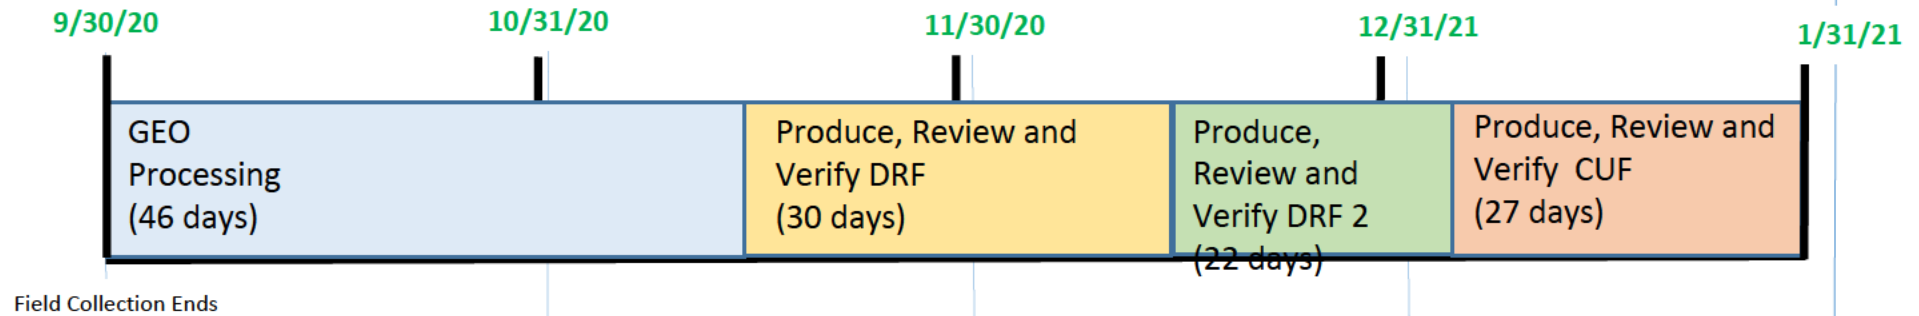 9/30/20
10/31/20
11/30/20
12/31/21
1/31/21
GEO
Processing
(46 days)
Produce, Review and
Verify DRF
(30 days)
Produce,
Review and
Verify DRF 2
(22 days)
Produce, Review and
Verify  CUF
(27 days)
Field Collection Ends